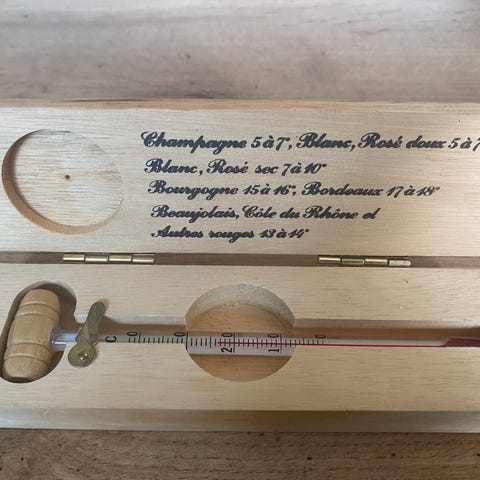 Champagne 5 à 7°, Blanc, Rosé doux 5 à 7
Blanc, Rosé sec 7 à 10°
Bourgogne 15 à 16°, Bordeaux 17 à 18°
Beaujolais, Côte du Rhône et
Autres rouges 13 à 14°
C 20 10 0